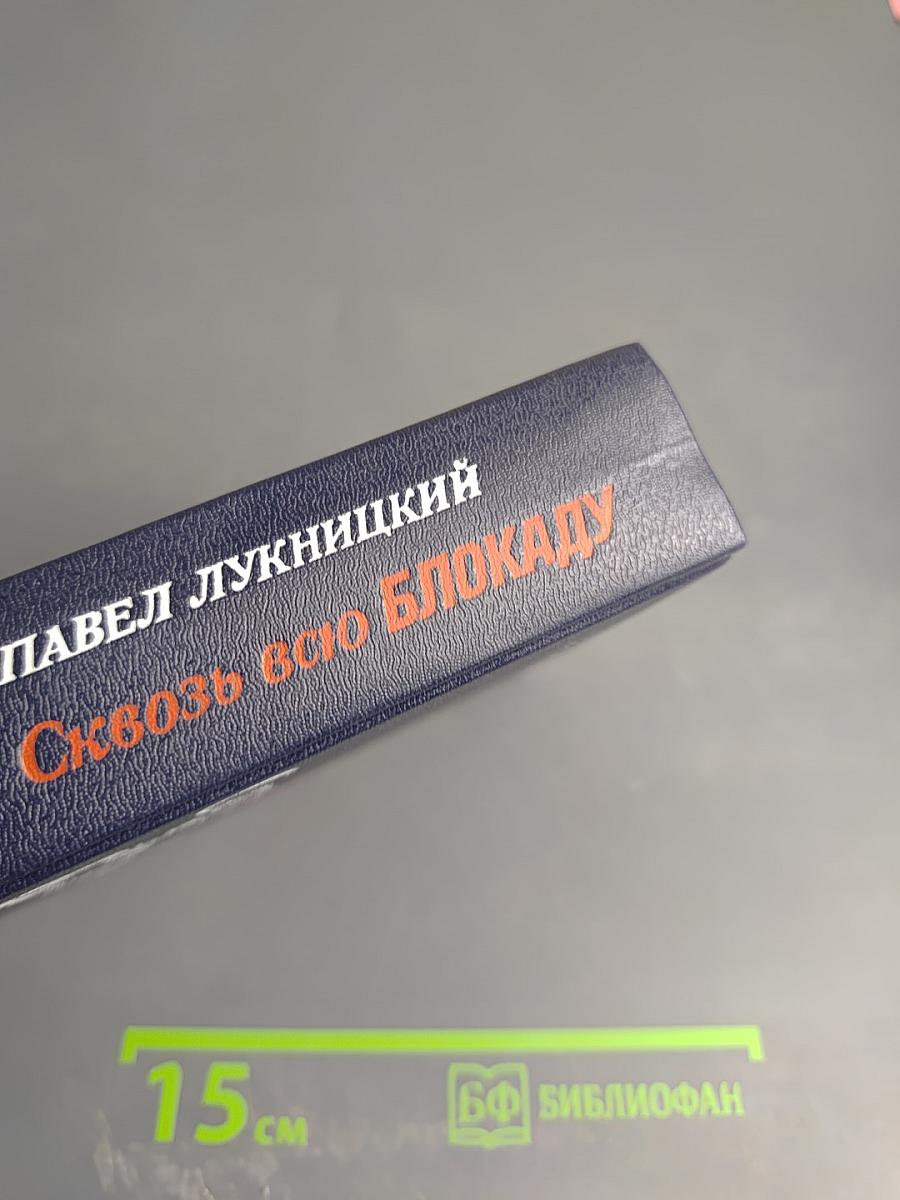 ПАВЕЛ ЛУКНИЦКИЙ
Сквозь всю БЛОКАДУ
15 см
БФ БИБЛИОФАН